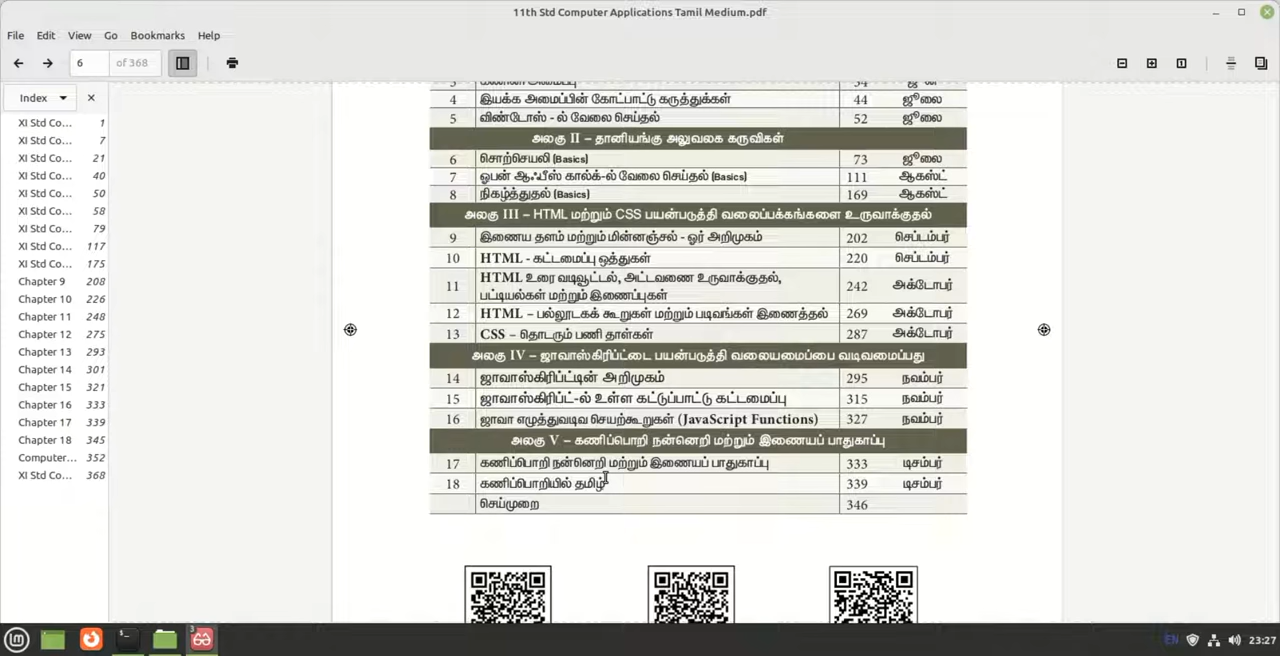 11th Std Computer Applications Tamil Medium.pdf
File Edit View Go Bookmarks Help
6 of 368
Index
XI Std Co... 1
XI Std Co... 7
XI Std Co... 21
XI Std Co... 40
XI Std Co... 50
XI Std Co... 58
XI Std Co... 79
XI Std Co... 117
XI Std Co... 175
Chapter 9 208
Chapter 10 226
Chapter 11 248
Chapter 12 275
Chapter 13 293
Chapter 14 301
Chapter 15 321
Chapter 16 333
Chapter 17 339
Chapter 18 345
Computer... 352
XI Std Co... 368
4 இயக்க அமைப்பின் கோட்பாட்டு கருத்துக்கள் 44 ஜூலை
5 விண்டோஸ் - ல் வேலை செய்தல் 52 ஜூலை
அலகு II – தானியங்கு அலுவலக கருவிகள்
6 சொற்செயலி (Basics) 73 ஜூலை
7 ஓபன் ஆஃபீஸ் கால்க்-ல் வேலை செய்தல் (Basics) 111 ஆகஸ்ட்
8 நிகழ்த்துதல் (Basics) 169 ஆகஸ்ட்
அலகு III – HTML மற்றும் CSS பயன்படுத்தி வலைப்பக்கங்களை உருவாக்குதல்
9 இணைய தளம் மற்றும் மின்னஞ்சல் - ஓர் அறிமுகம் 202 செப்டம்பர்
10 HTML - கட்டமைப்பு ஒத்துகள் 220 செப்டம்பர்
11 HTML உரை வடிவூட்டல், அட்டவணை உருவாக்குதல், 242 அக்டோபர்
பட்டியல்கள் மற்றும் இணைப்புகள்
12 HTML – பல்லூடகக் கூறுகள் மற்றும் படிவங்கள் இணைத்தல் 269 அக்டோபர்
13 CSS – தொடரும் பணி தாள்கள் 287 அக்டோபர்
அலகு IV – ஜாவாஸ்கிரிப்ட்டை பயன்படுத்தி வலையமைப்பை வடிவமைப்பது
14 ஜாவாஸ்கிரிப்ட்டின் அறிமுகம் 295 நவம்பர்
15 ஜாவாஸ்கிரிப்ட்-ல் உள்ள கட்டுப்பாட்டு கட்டமைப்பு 315 நவம்பர்
16 ஜாவா எழுத்துவடிவ செயற்கூறுகள் (JavaScript Functions) 327 நவம்பர்
அலகு V – கணிப்பொறி நன்னெறி மற்றும் இணையப் பாதுகாப்பு
17 கணிப்பொறி நன்னெறி மற்றும் இணையப் பாதுகாப்பு 333 டிசம்பர்
18 கணிப்பொறியில் தமிழ் 339 டிசம்பர்
செய்முறை 346
EN 23:27